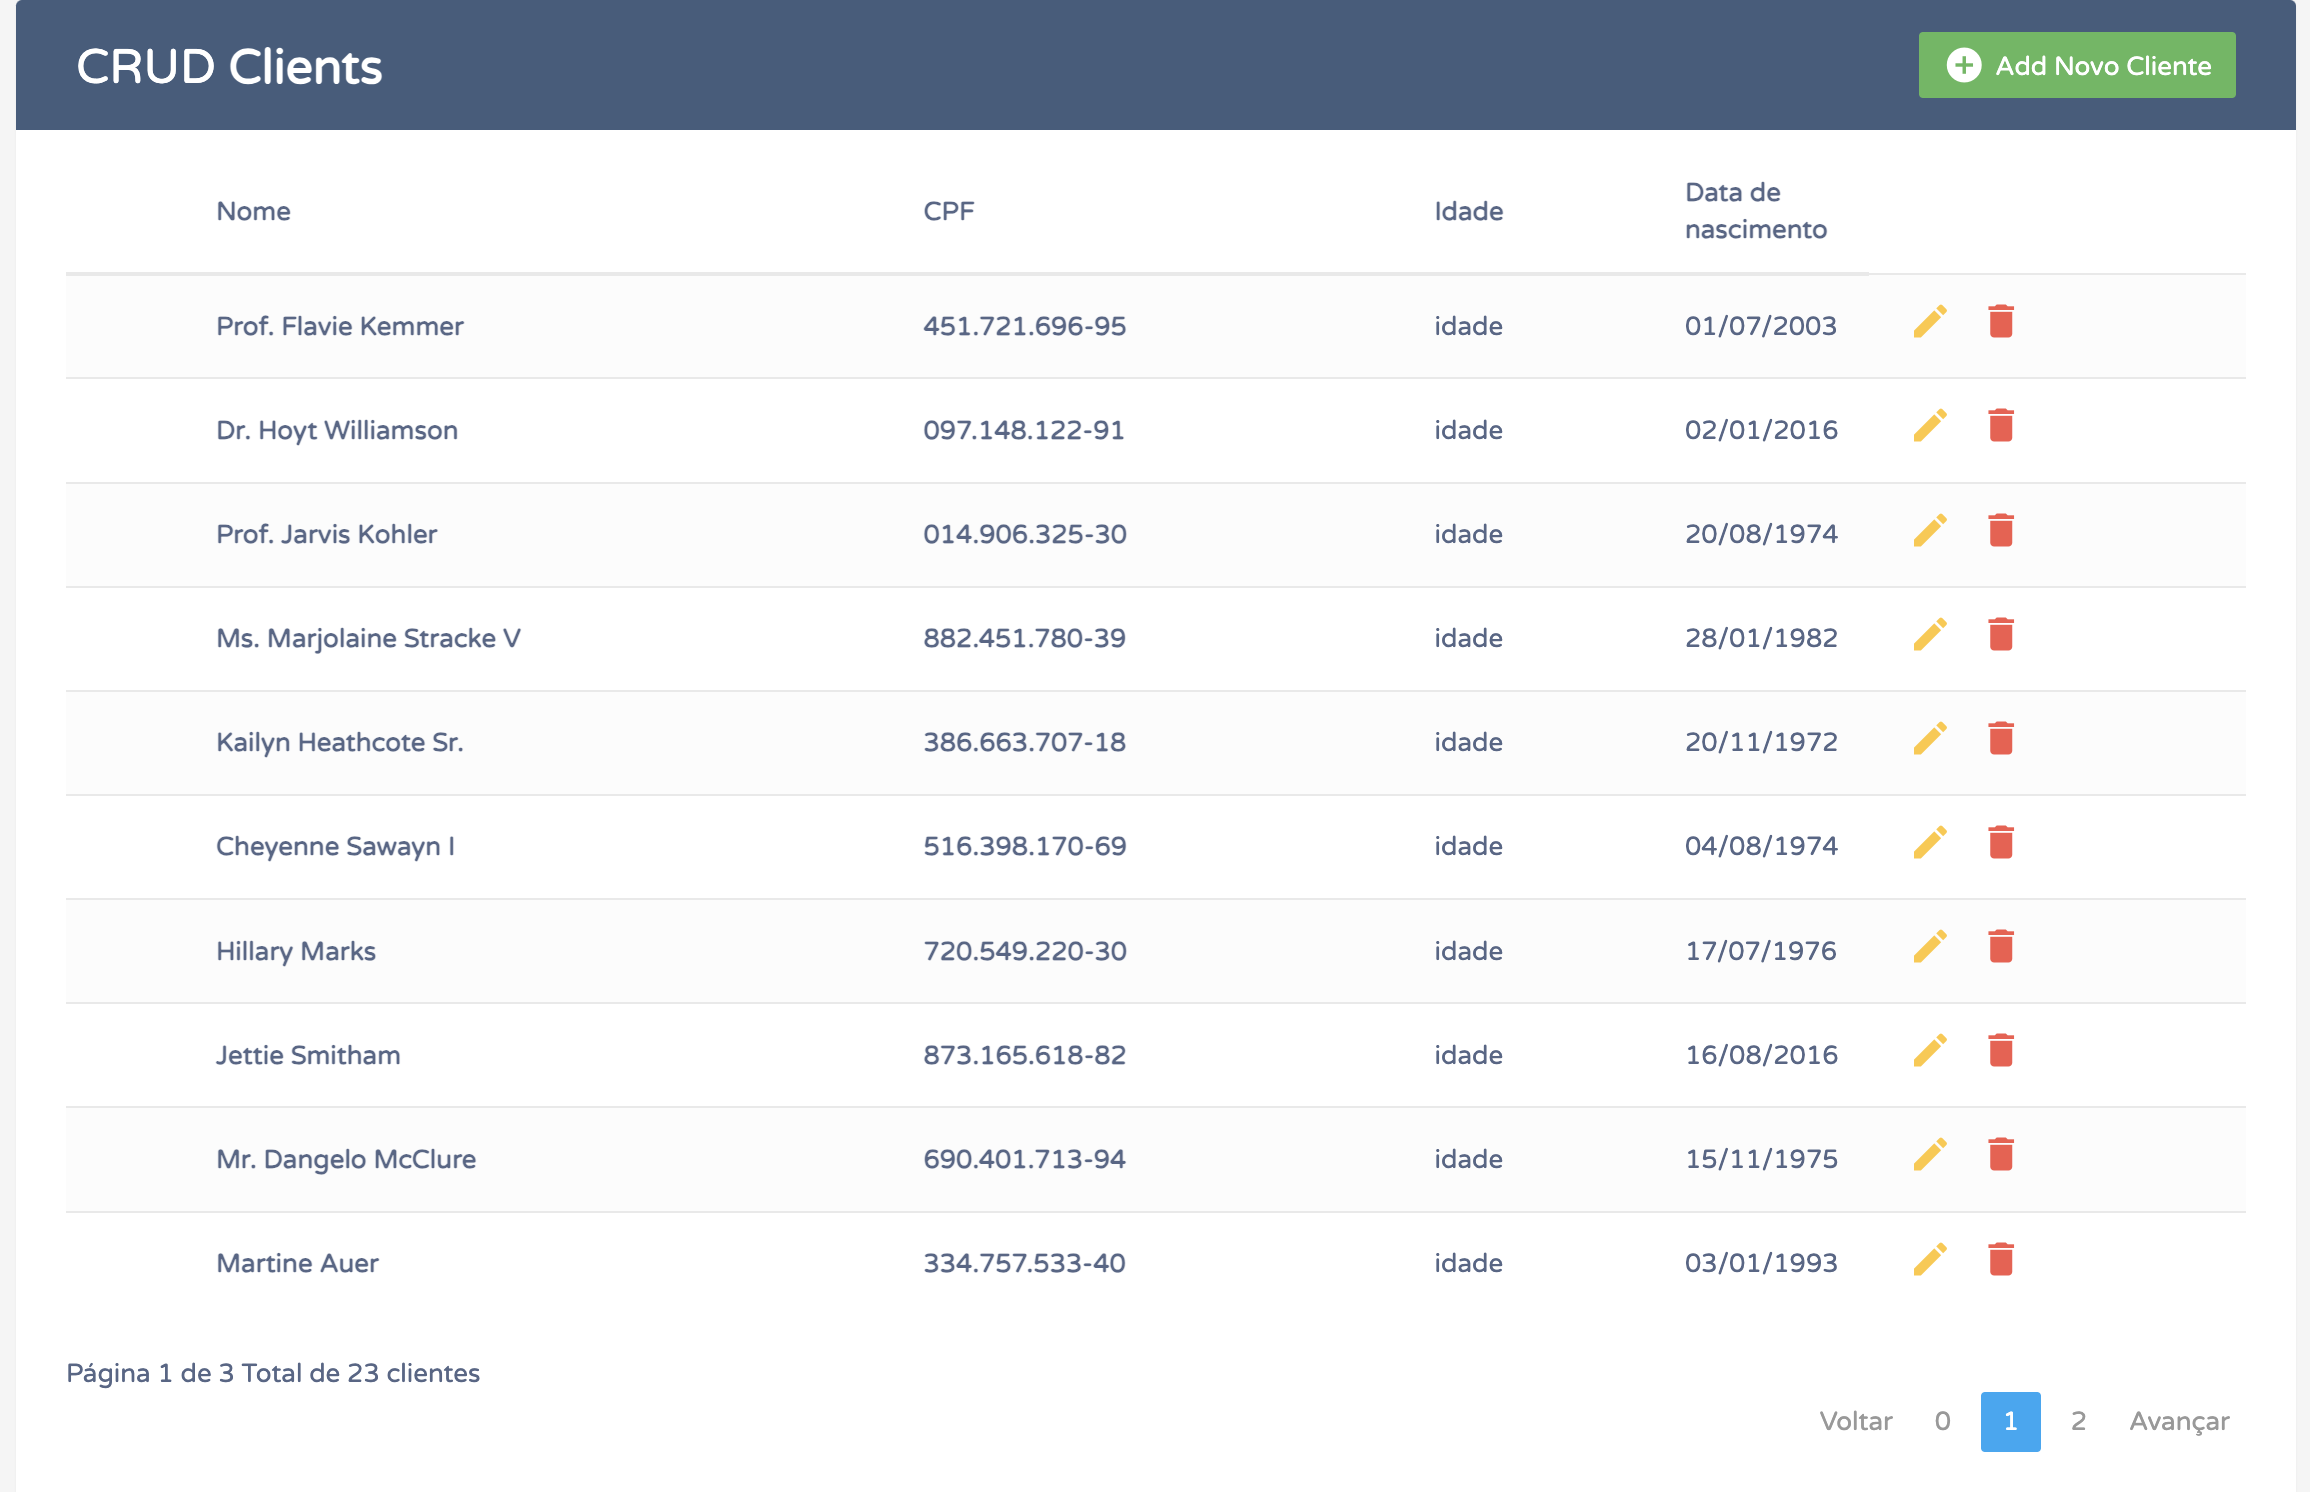 CRUD Clients
Add Novo Cliente
Nome CPF Idade Data de nascimento
Prof. Flavie Kemmer 451.721.696-95 idade 01/07/2003
Dr. Hoyt Williamson 097.148.122-91 idade 02/01/2016
Prof. Jarvis Kohler 014.906.325-30 idade 20/08/1974
Ms. Marjolaine Stracke V 882.451.780-39 idade 28/01/1982
Kailyn Heathcote Sr. 386.663.707-18 idade 20/11/1972
Cheyenne Sawayn I 516.398.170-69 idade 04/08/1974
Hillary Marks 720.549.220-30 idade 17/07/1976
Jettie Smitham 873.165.618-82 idade 16/08/2016
Mr. Dangelo McClure 690.401.713-94 idade 15/11/1975
Martine Auer 334.757.533-40 idade 03/01/1993
Página 1 de 3 Total de 23 clientes
Voltar 0 1 2 Avançar